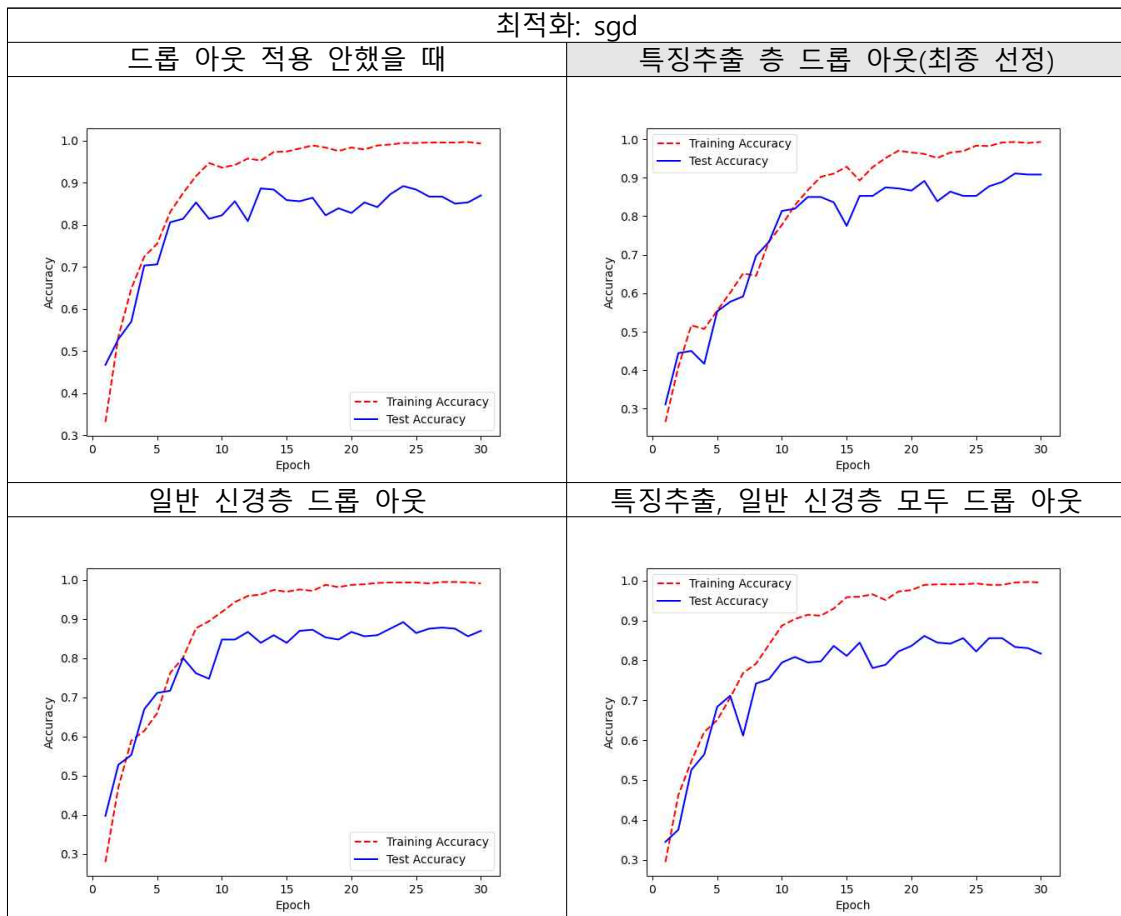 최적화: sgd
드롭 아웃 적용 안했을 때
특징추출 층 드롭 아웃(최종 선정)
1.0
0.9
0.8
0.7
0.6
0.5
0.4
0.3
Accuracy
0 5 10 15 20 25 30
Epoch
Training Accuracy
Test Accuracy
1.0
0.9
0.8
0.7
0.6
0.5
0.4
0.3
Accuracy
Training Accuracy
Test Accuracy
0 5 10 15 20 25 30
Epoch
일반 신경층 드롭 아웃
특징추출, 일반 신경층 모두 드롭 아웃
1.0
0.9
0.8
0.7
0.6
0.5
0.4
0.3
Accuracy
Training Accuracy
Test Accuracy
0 5 10 15 20 25 30
Epoch
1.0
0.9
0.8
0.7
0.6
0.5
0.4
0.3
Accuracy
Training Accuracy
Test Accuracy
0 5 10 15 20 25 30
Epoch